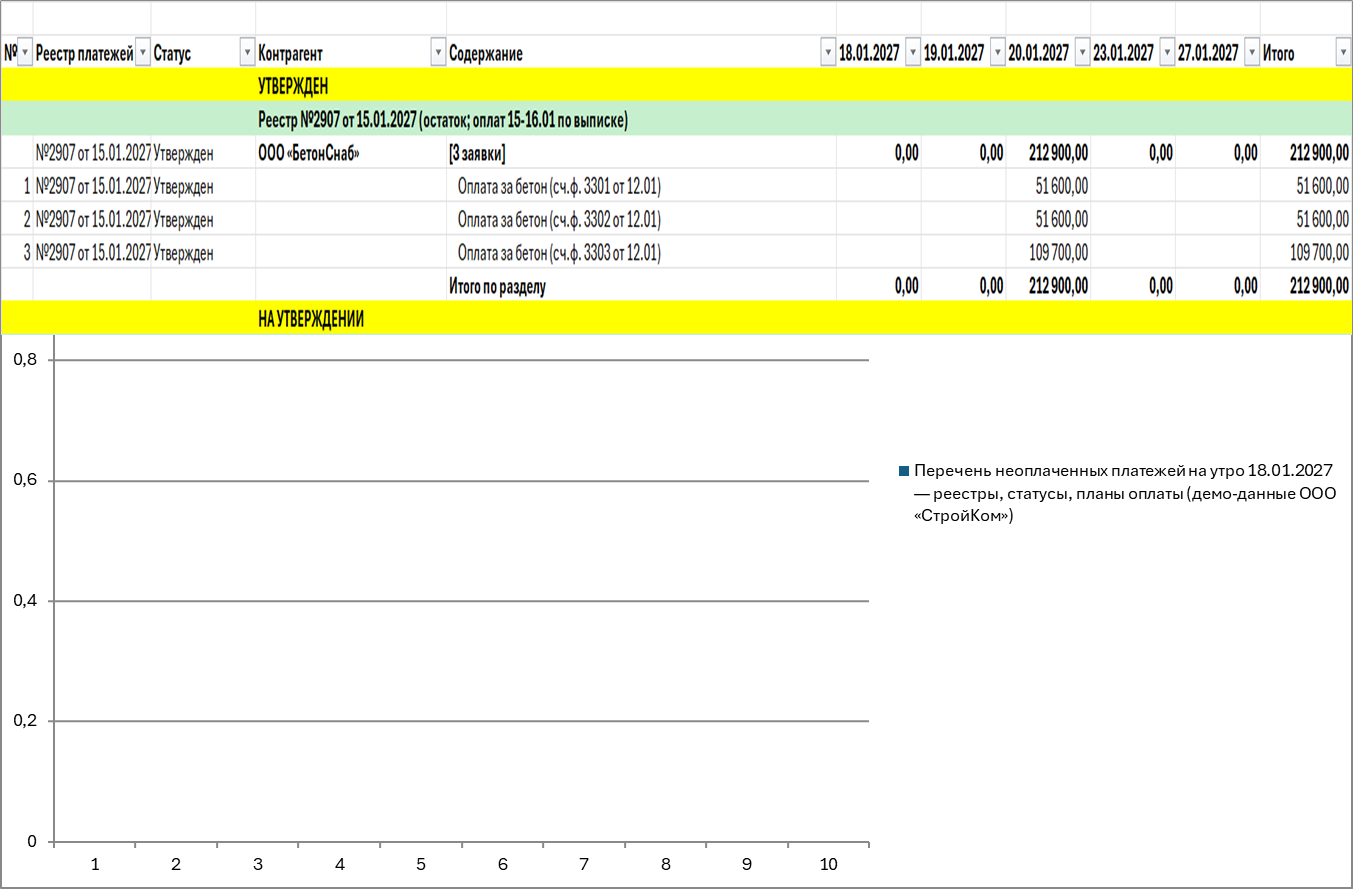 № Реестр платежей Статус Контрагент Содержание 18.01.2027 19.01.2027 20.01.2027 23.01.2027 27.01.2027 Итого
УТВЕРЖДЕН
Реестр №2907 от 15.01.2027 (остаток; оплат 15-16.01 по выписке)
№2907 от 15.01.2027 Утвержден ООО «БетонСнаб» [3 заявки] 0,00 0,00 212 900,00 0,00 0,00 212 900,00
1 №2907 от 15.01.2027 Утвержден Оплата за бетон (сч.ф. 3301 от 12.01) 51 600,00 51 600,00
2 №2907 от 15.01.2027 Утвержден Оплата за бетон (сч.ф. 3302 от 12.01) 51 600,00 51 600,00
3 №2907 от 15.01.2027 Утвержден Оплата за бетон (сч.ф. 3303 от 12.01) 109 700,00 109 700,00
Итого по разделу 0,00 0,00 212 900,00 0,00 0,00 212 900,00
НА УТВЕРЖДЕНИИ
0,8
0,6
0,4
0,2
0
1 2 3 4 5 6 7 8 9 10
Перечень неоплаченных платежей на утро 18.01.2027
— реестры, статусы, планы оплаты (демо-данные ООО
«СтройКом»)